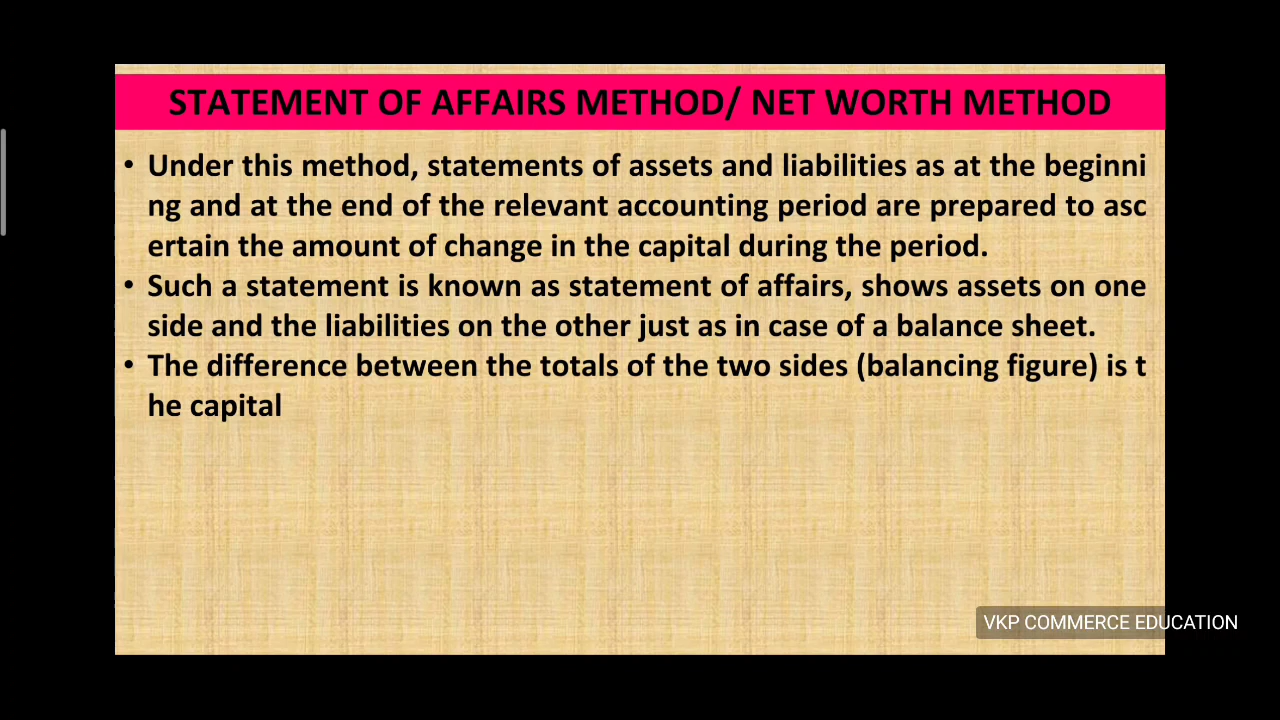 STATEMENT OF AFFAIRS METHOD/ NET WORTH METHOD
• Under this method, statements of assets and liabilities as at the beginni
ng and at the end of the relevant accounting period are prepared to asc
ertain the amount of change in the capital during the period.
• Such a statement is known as statement of affairs, shows assets on one
side and the liabilities on the other just as in case of a balance sheet.
• The difference between the totals of the two sides (balancing figure) is t
he capital
VKP COMMERCE EDUCATION